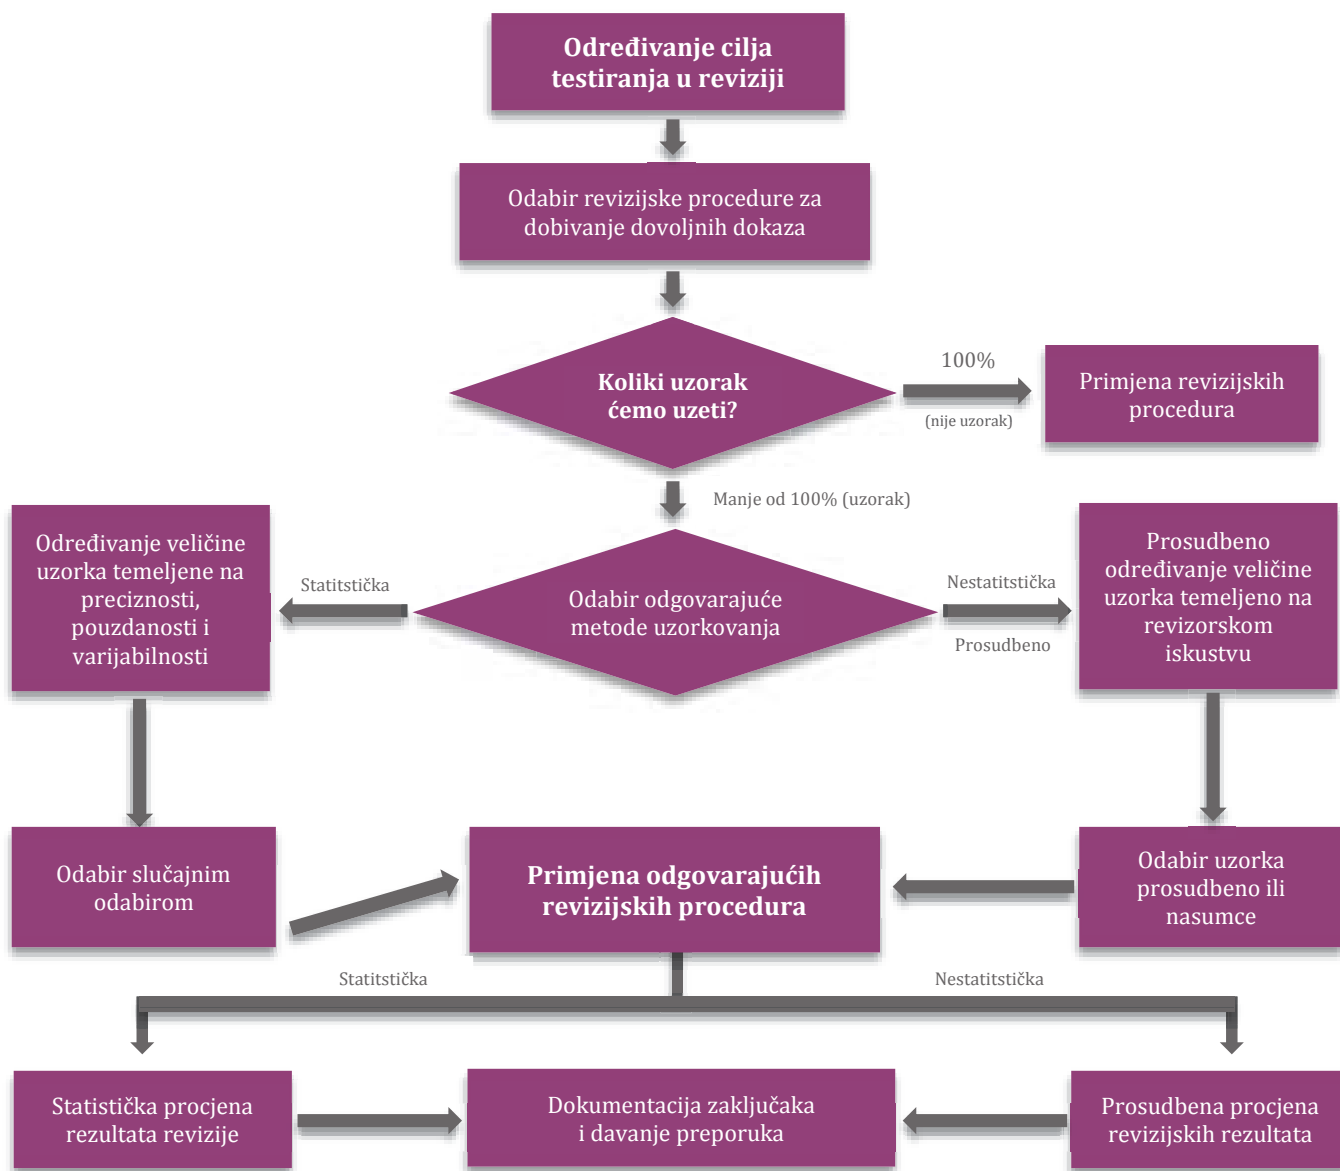 Određivanje cilja
testiranja u reviziji
Odabir revizijske procedure za
dobivanje dovoljnih dokaza
Koliki uzorak
ćemo uzeti?
100%
(nije uzorak)
Primjena revizijskih
procedura
Manje od 100% (uzorak)
Određivanje veličine
uzorka temeljene na
preciznosti,
pouzdanosti i
varijabilnosti
Statitstička
Odabir odgovarajuće
metode uzorkovanja
Nestatitstička
Prosudbeno
Prosudbeno
određivanje veličine
uzorka temeljeno na
revizorskom
iskustvu
Odabir slučajnim
odabirom
Primjena odgovarajućih
revizijskih procedura
Odabir uzorka
prosudbeno ili
nasumce
Statitstička
Nestatitstička
Statistička procjena
rezultata revizije
Dokumentacija zaključaka
i davanje preporuka
Prosudbena procjena
revizijskih rezultata